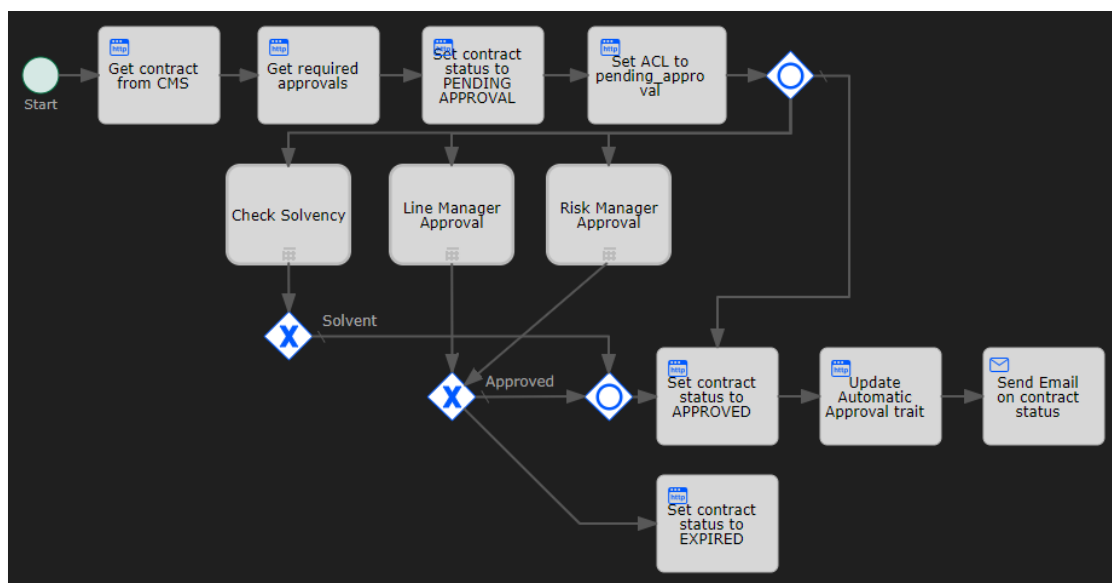 http
Get contract
from CMS
http
Get required
approvals
http
Set contract
status to
PENDING
APPROVAL
http
Set ACL to
pending_appro
val
Start
Check Solvency
Line Manager
Approval
Risk Manager
Approval
X
Solvent
X
Approved
http
Set contract
status to
APPROVED
http
Update
Automatic
Approval trait
Send Email
on contract
status
http
Set contract
status to
EXPIRED